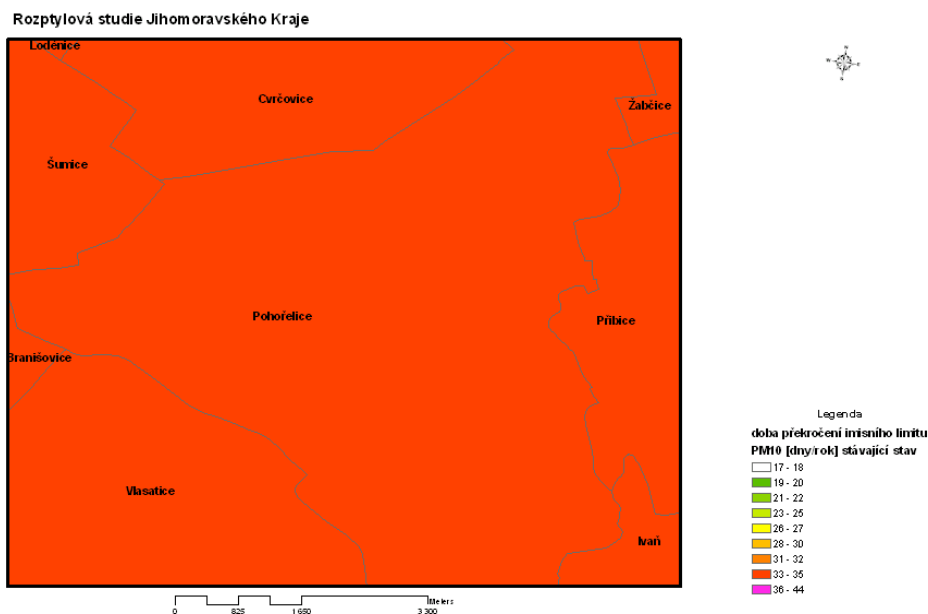 Rozptylová studie Jihomoravského Kraje
Loděnice
Cvrčovice
Žabčice
Šumice
Pohořelice
Přibice
Branišovice
Vlasatice
Ivaň
N
W
E
S
Legenda
doba překročení imisního limitu
PM10 [dny/rok] stávající stav
17 - 18
19 - 20
21 - 22
23 - 25
26 - 27
28 - 30
31 - 32
33 - 35
36 - 44
Meters
0 825 1 650 3 300